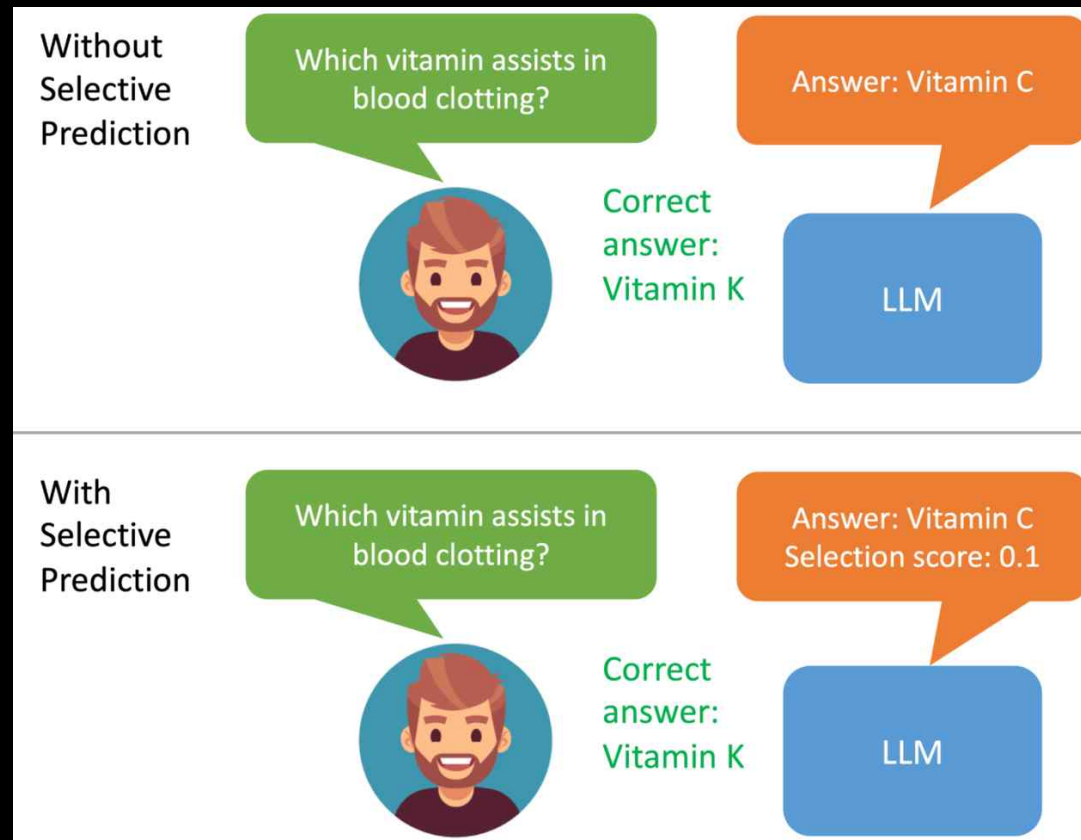 Without
Selective
Prediction
Which vitamin assists in
blood clotting?
Answer: Vitamin C
Correct
answer:
Vitamin K
LLM
With
Selective
Prediction
Which vitamin assists in
blood clotting?
Answer: Vitamin C
Selection score: 0.1
Correct
answer:
Vitamin K
LLM